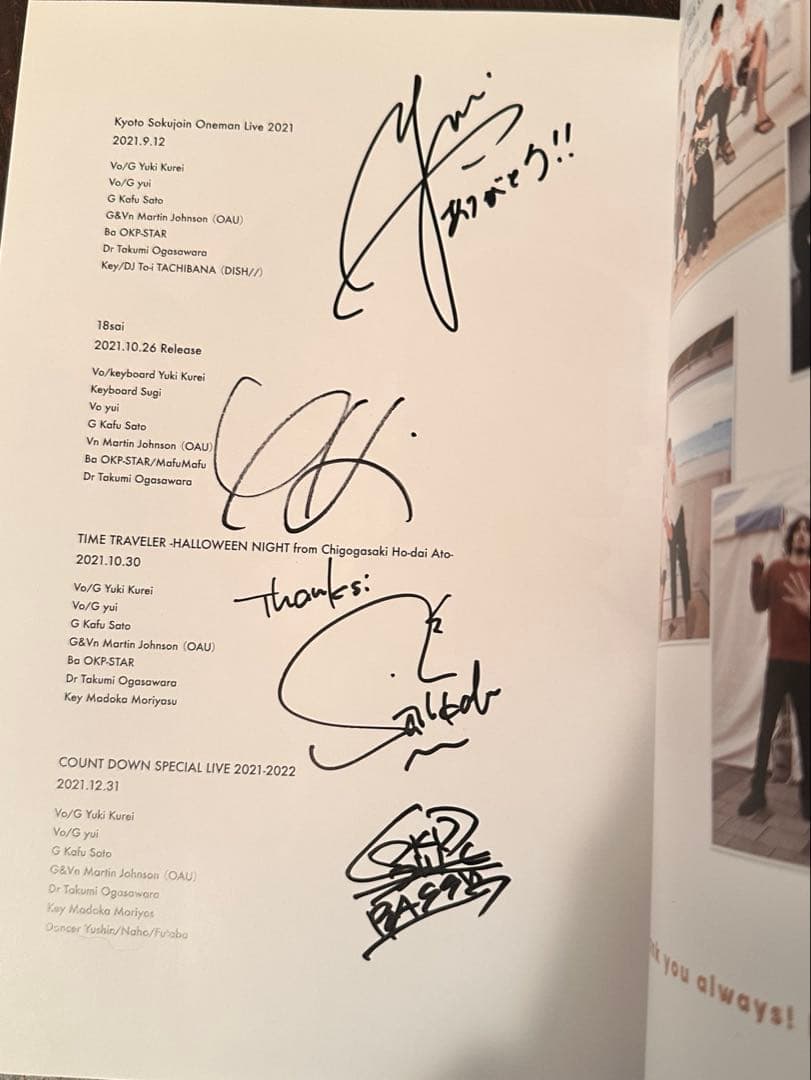 Kyoto Sokujoin Oneman Live 2021
2021.9.12
Vo/G Yuki Kurei
Vo/G yui
G Kafu Sato
G&Vn Martin Johnson (OAU)
Ba OKP-STAR
Dr Takumi Ogasawara
Key/DJ To-i TACHIBANA (DISH//)
yui
ありがとう!!
18sai
2021.10.26 Release
Vo/keyboard Yuki Kurei
Keyboard Sugi
Vo yui
G Kafu Sato
Vn Martin Johnson (OAU)
Ba OKP-STAR/MafuMafu
Dr Takumi Ogasawara
TIME TRAVELER -HALLOWEEN NIGHT from Chigogasaki Ho-dai Ato-
2021.10.30
Vo/G Yuki Kurei
Vo/G yui
G Kafu Sato
G&Vn Martin Johnson (OAU)
Ba OKP-STAR
Dr Takumi Ogasawara
Key Madoka Moriyasu
Thanks:
COUNT DOWN SPECIAL LIVE 2021-2022
2021.12.31
Vo/G Yuki Kurei
Vo/G yui
G Kafu Sato
G&Vn Martin Johnson (OAU)
Dr Takumi Ogasawara
Key Madoka Moriyas
Dancer Yushin/Naho/Futaba
you always!